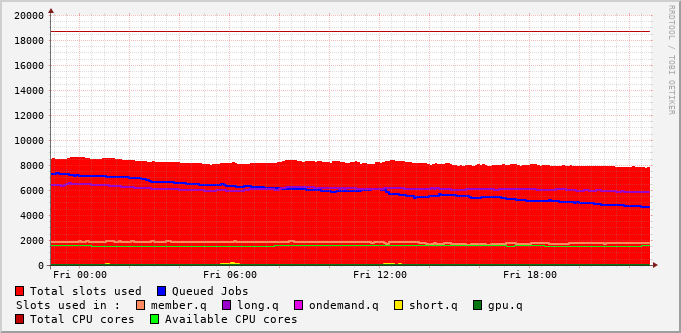 20000
18000
16000
14000
12000
10000
8000
6000
4000
2000
0
Fri 00:00 Fri 06:00 Fri 12:00 Fri 18:00
Total slots used Queued Jobs
Slots used in : member.q long.q ondemand.q short.q gpu.q
Total CPU cores Available CPU cores
RRDTOOL / TOBI OETIKER